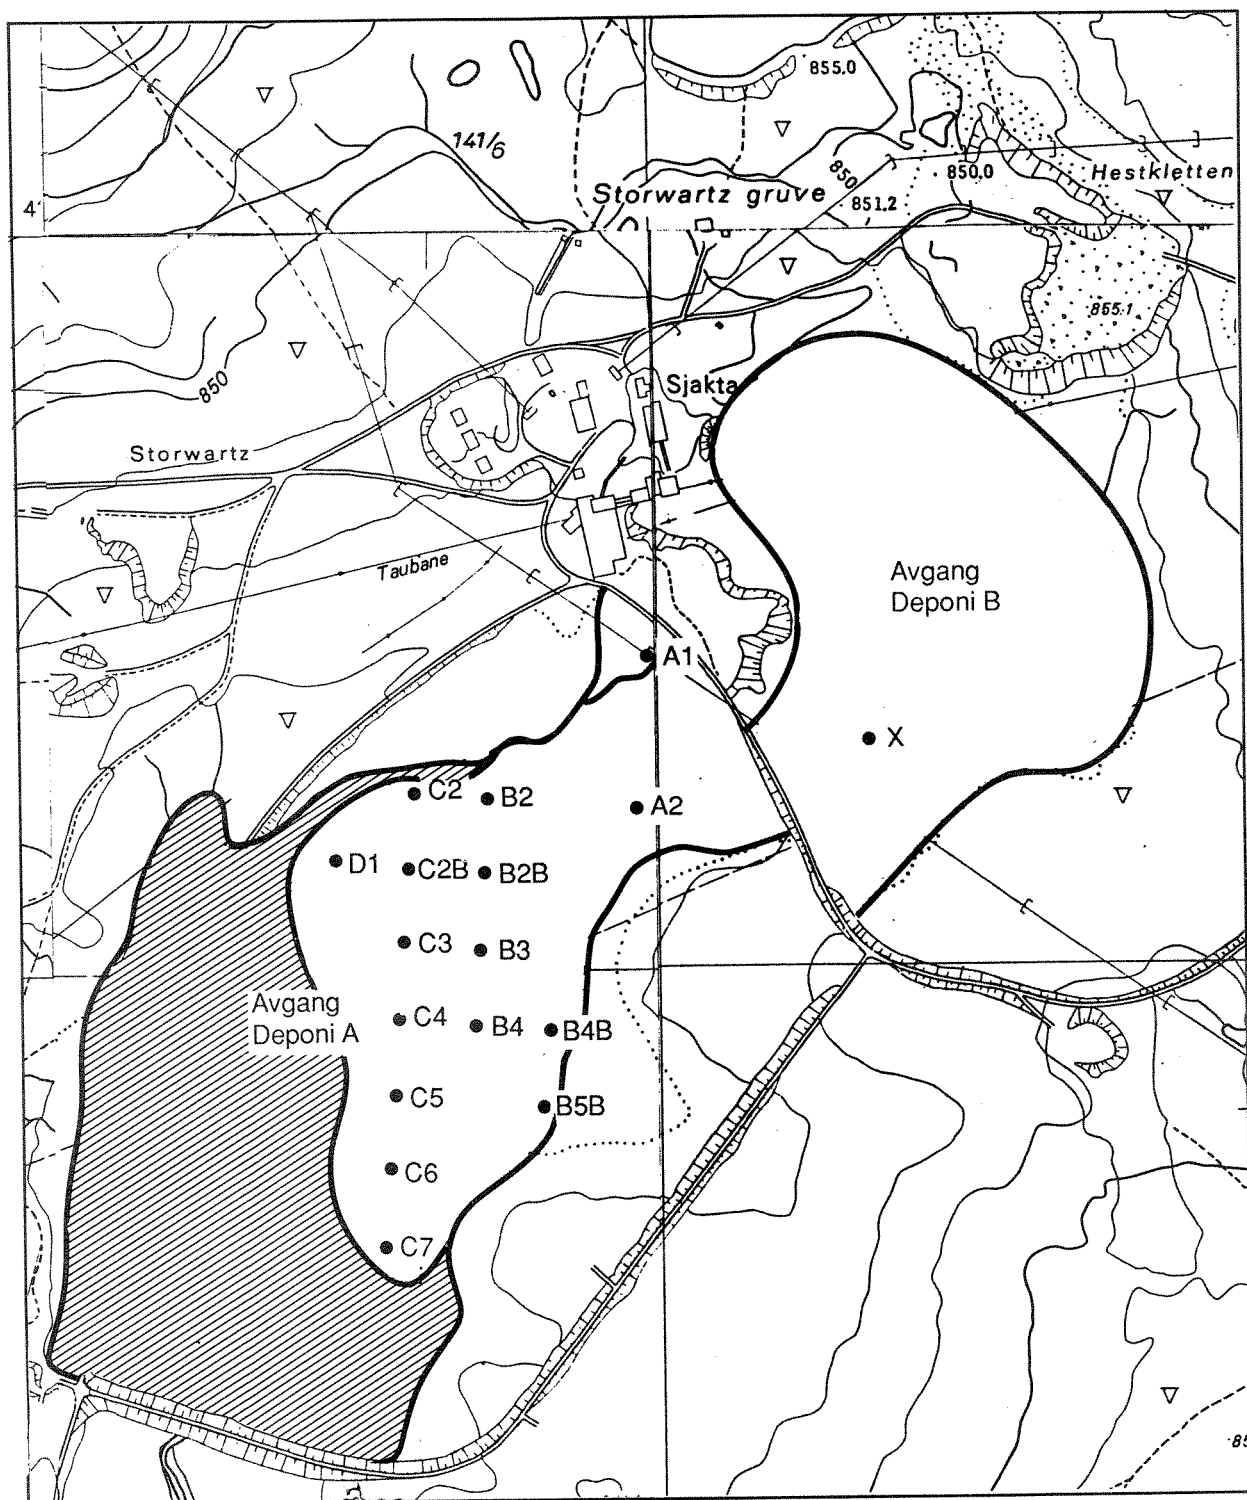 855.0
141/6
850
850.0
Hestkletten
Storwartz gruve
851.2
4
855.1
850
Sjakta
Storwartz
Taubane
Avgang
Deponi B
A1
X
C2
B2
A2
D1
C2B
B2B
C3
B3
Avgang
Deponi A
C4
B4
B4B
C5
B5B
C6
C7